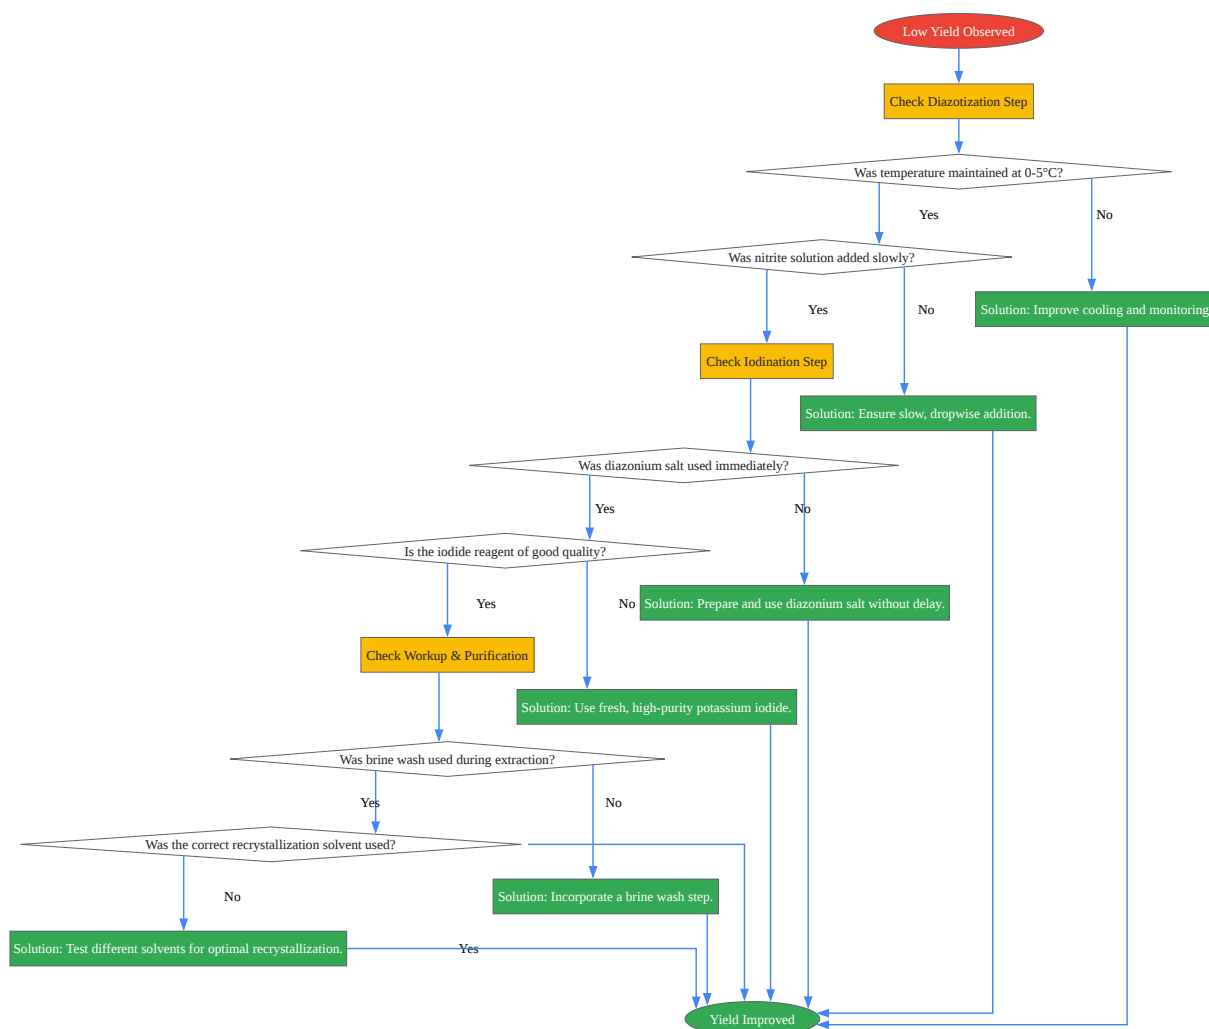 Low Yield Observed
Check Diazotization Step
Was temperature maintained at 0-5°C?
Yes
No
Was nitrite solution added slowly?
Yes
No
Solution: Improve cooling and monitoring
Check Iodination Step
Solution: Ensure slow, dropwise addition.
Was diazonium salt used immediately?
Yes
No
Is the iodide reagent of good quality?
Yes
No
Solution: Prepare and use diazonium salt without delay.
Check Workup & Purification
Solution: Use fresh, high-purity potassium iodide.
Was brine wash used during extraction?
Yes
No
Was the correct recrystallization solvent used?
No
Solution: Incorporate a brine wash step.
Solution: Test different solvents for optimal recrystallization.
Yes
Yield Improved